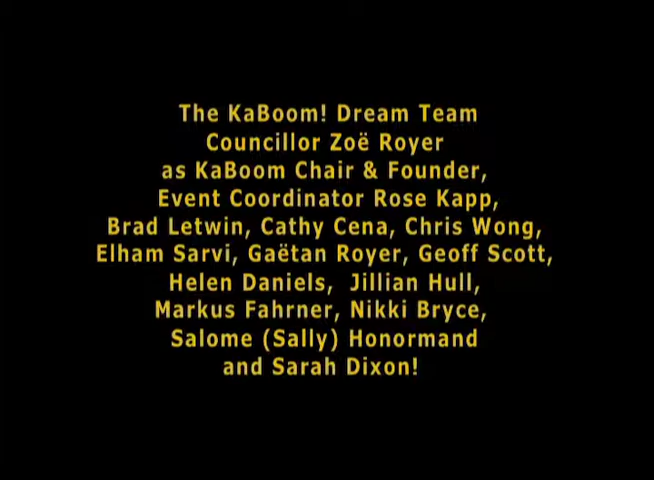 The KaBoom! Dream Team
Councillor Zoë Royer
as KaBoom Chair & Founder,
Event Coordinator Rose Kapp,
Brad Letwin, Cathy Cena, Chris Wong,
Elham Sarvi, Gaëtan Royer, Geoff Scott,
Helen Daniels, Jillian Hull,
Markus Fahrner, Nikki Bryce,
Salome (Sally) Honormand
and Sarah Dixon!